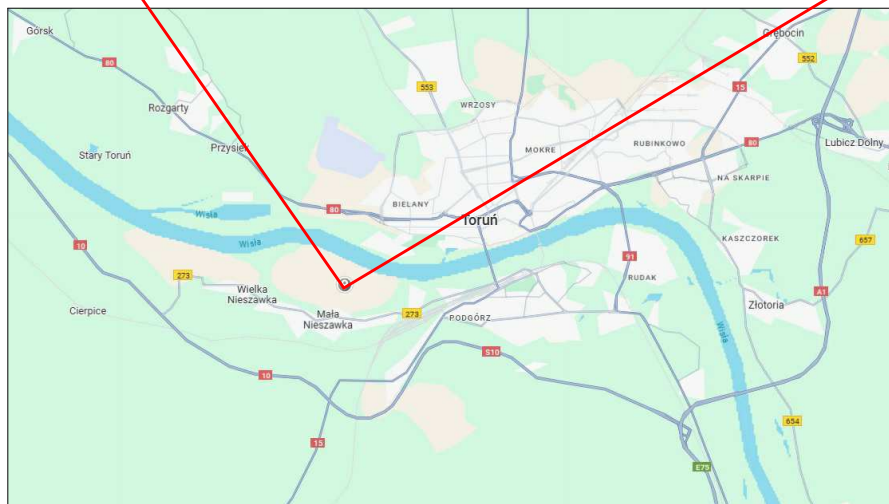 Górsk
Grębocin
80
552
15
553
Rozgarty
WRZOSY
MOKRE
RUBINKOWO
80
Lubicz Dolny
Stary Toruń
Przysiek
NA SKARPIE
BIELANY
80
Toruń
Wisła
Wisła
10
KASZCZOREK
657
91
273
RUDAK
Wielka
Nieszawka
A1
Złotoria
Cierpice
Mała
Nieszawka
273
PODGÓRZ
Wisła
S10
10
654
15
E75